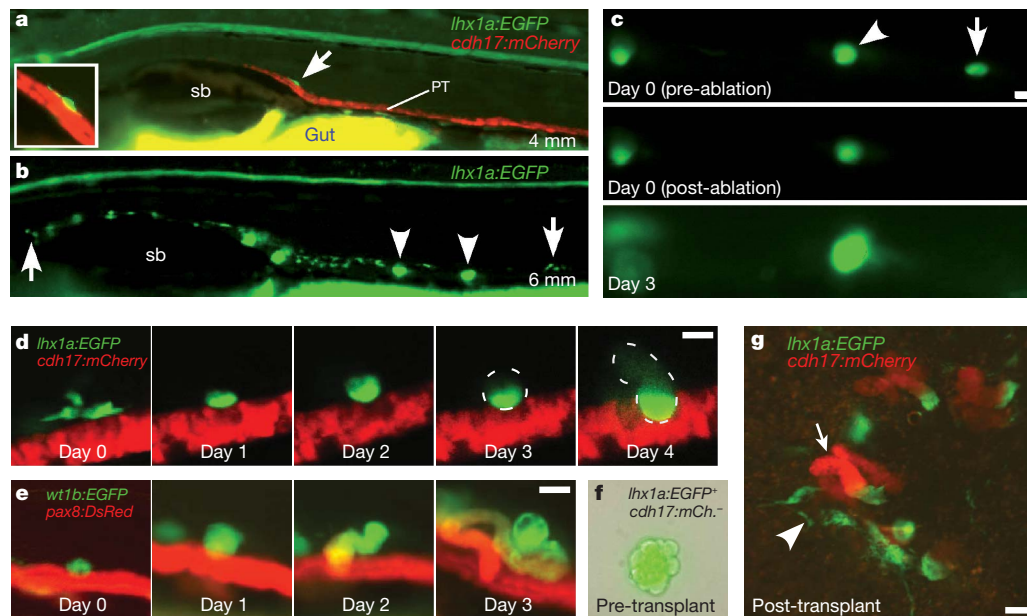 a
lhx1a:EGFP
cdh17:mCherry
sb
PT
Gut
4 mm
b
lhx1a:EGFP
sb
6 mm
c
Day 0 (pre-ablation)
Day 0 (post-ablation)
Day 3
d
lhx1a:EGFP
cdh17:mCherry
Day 0
Day 1
Day 2
Day 3
Day 4
e
wt1b:EGFP
pax8:DsRed
Day 0
Day 1
Day 2
Day 3
f
lhx1a:EGFP⁺
cdh17:mCh.⁻
Pre-transplant
g
lhx1a:EGFP
cdh17:mCherry
Post-transplant